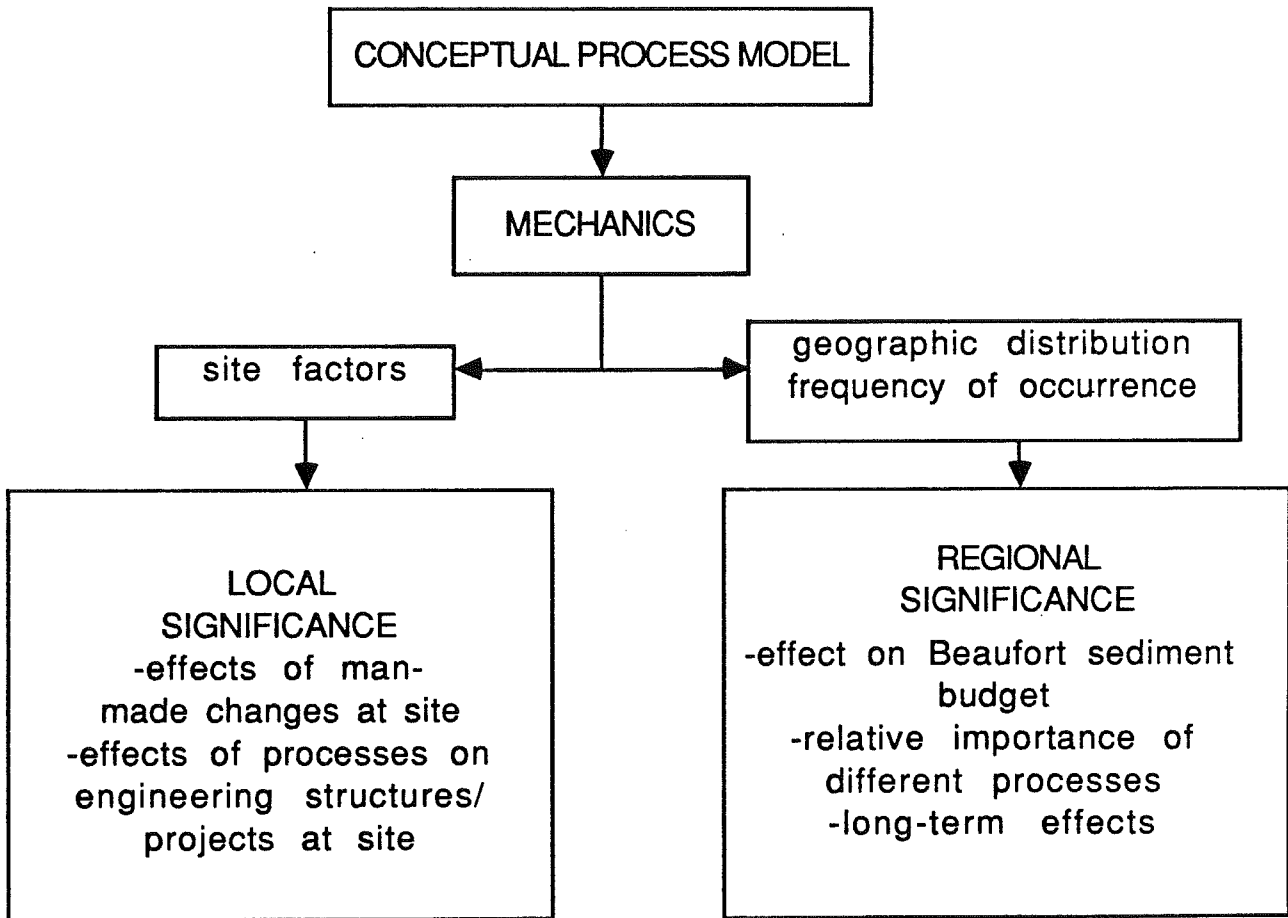 CONCEPTUAL PROCESS MODEL
MECHANICS
site factors
geographic distribution
frequency of occurrence
LOCAL
SIGNIFICANCE
-effects of man-
made changes at site
-effects of processes on
engineering structures/
projects at site
REGIONAL
SIGNIFICANCE
-effect on Beaufort sediment
budget
-relative importance of
different processes
-long-term effects